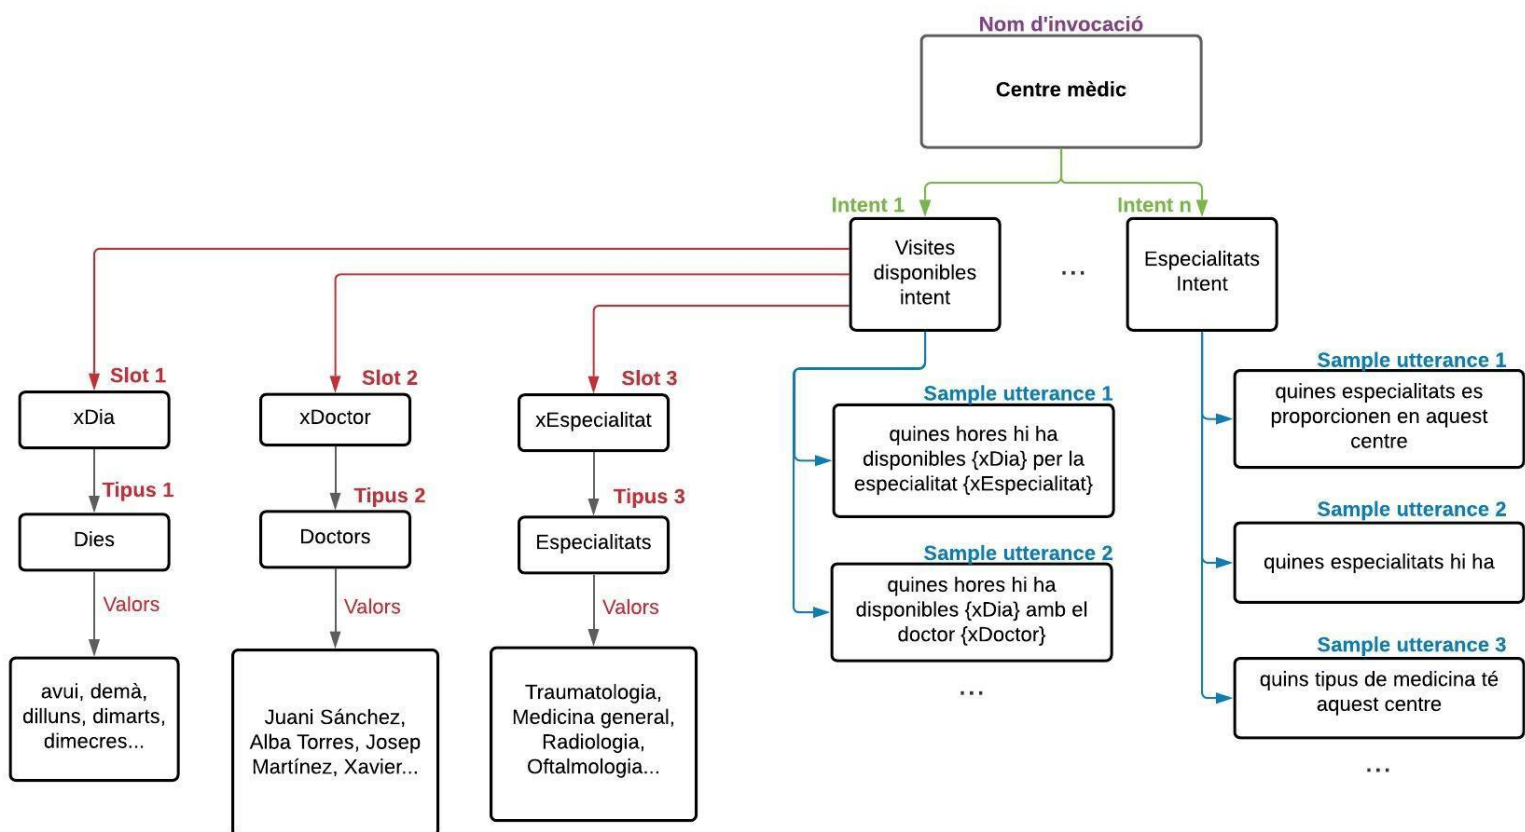 Nom d'invocació
Centre mèdic
Intent 1
Visites
disponibles
intent
...
Intent n
Especialitats
Intent
Slot 1
xDia
Tipus 1
Dies
Valors
avui, demà,
dilluns, dimarts,
dimecres...
Slot 2
xDoctor
Tipus 2
Doctors
Valors
Juani Sánchez,
Alba Torres, Josep
Martínez, Xavier...
Slot 3
xEspecialitat
Tipus 3
Especialitats
Valors
Traumatologia,
Medicina general,
Radiologia,
Oftalmologia...
Sample utterance 1
quines hores hi ha
disponibles {xDia} per la
especialitat {xEspecialitat}
Sample utterance 2
quines hores hi ha
disponibles {xDia} amb el
doctor {xDoctor}
...
Sample utterance 1
quines especialitats es
proporcionen en aquest
centre
Sample utterance 2
quines especialitats hi ha
Sample utterance 3
quins tipus de medicina té
aquest centre
...